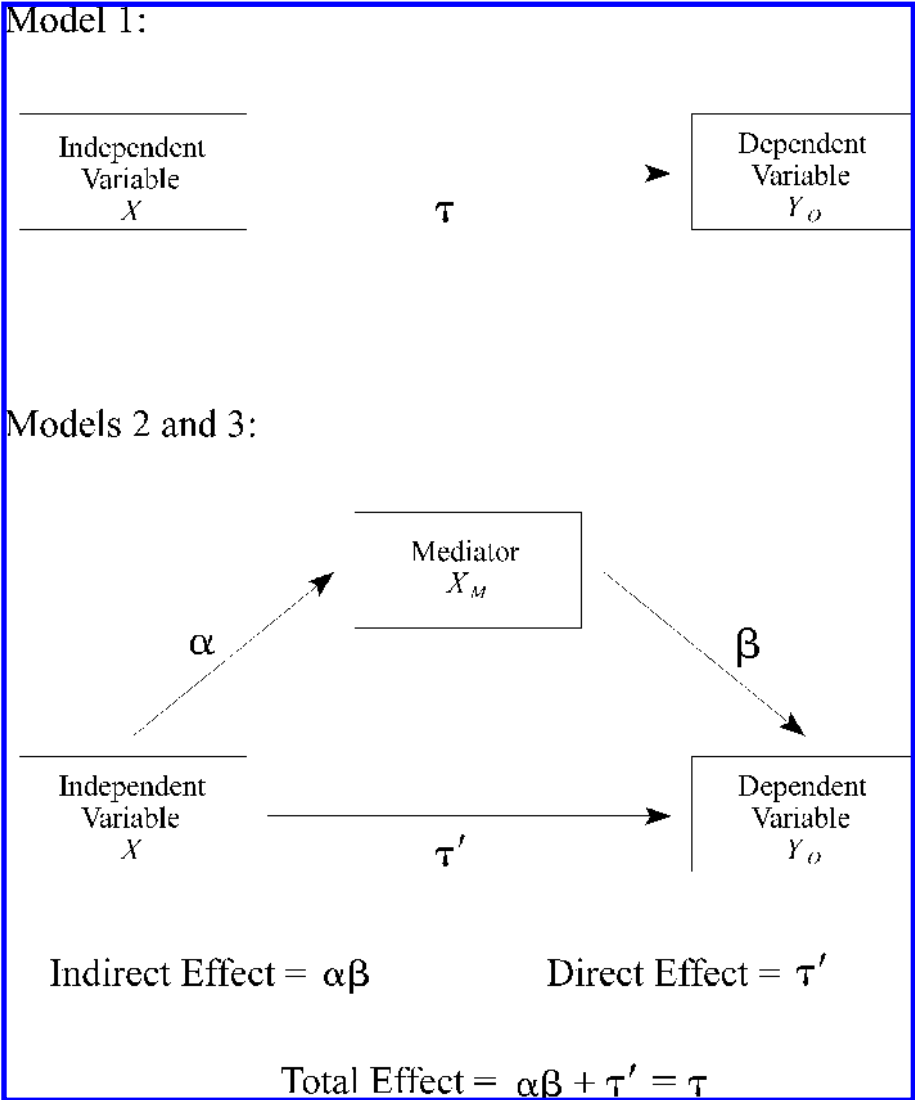 Model 1:
Independent
Variable
X
τ
Dependent
Variable
Y_O
Models 2 and 3:
Mediator
X_M
α
β
Independent
Variable
X
τ′
Dependent
Variable
Y_O
Indirect Effect = αβ
Direct Effect = τ′
Total Effect = αβ + τ′ = τ